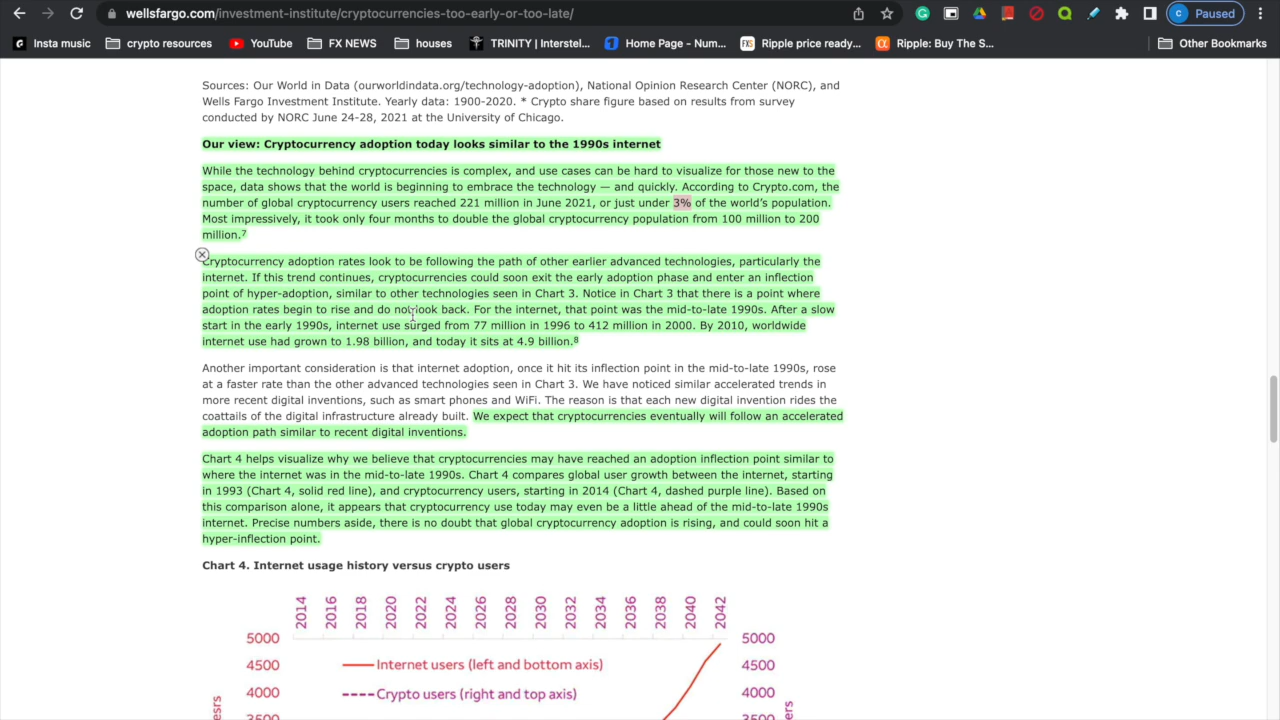 wellsfargo.com/investment-institute/cryptocurrencies-too-early-or-too-late/
C Paused
Insta music crypto resources YouTube FX NEWS houses TRINITY | Interstel... Home Page - Num... FXS Ripple price ready... α Ripple: Buy The S... Other Bookmarks
Sources: Our World in Data (ourworldindata.org/technology-adoption), National Opinion Research Center (NORC), and
Wells Fargo Investment Institute. Yearly data: 1900-2020. * Crypto share figure based on results from survey
conducted by NORC June 24-28, 2021 at the University of Chicago.
Our view: Cryptocurrency adoption today looks similar to the 1990s internet
While the technology behind cryptocurrencies is complex, and use cases can be hard to visualize for those new to the
space, data shows that the world is beginning to embrace the technology — and quickly. According to Crypto.com, the
number of global cryptocurrency users reached 221 million in June 2021, or just under 3% of the world's population.
Most impressively, it took only four months to double the global cryptocurrency population from 100 million to 200
million.7
Cryptocurrency adoption rates look to be following the path of other earlier advanced technologies, particularly the
internet. If this trend continues, cryptocurrencies could soon exit the early adoption phase and enter an inflection
point of hyper-adoption, similar to other technologies seen in Chart 3. Notice in Chart 3 that there is a point where
adoption rates begin to rise and do not look back. For the internet, that point was the mid-to-late 1990s. After a slow
start in the early 1990s, internet use surged from 77 million in 1996 to 412 million in 2000. By 2010, worldwide
internet use had grown to 1.98 billion, and today it sits at 4.9 billion.8
Another important consideration is that internet adoption, once it hit its inflection point in the mid-to-late 1990s, rose
at a faster rate than the other advanced technologies seen in Chart 3. We have noticed similar accelerated trends in
more recent digital inventions, such as smart phones and WiFi. The reason is that each new digital invention rides the
coattails of the digital infrastructure already built. We expect that cryptocurrencies eventually will follow an accelerated
adoption path similar to recent digital inventions.
Chart 4 helps visualize why we believe that cryptocurrencies may have reached an adoption inflection point similar to
where the internet was in the mid-to-late 1990s. Chart 4 compares global user growth between the internet, starting
in 1993 (Chart 4, solid red line), and cryptocurrency users, starting in 2014 (Chart 4, dashed purple line). Based on
this comparison alone, it appears that cryptocurrency use today may even be a little ahead of the mid-to-late 1990s
internet. Precise numbers aside, there is no doubt that global cryptocurrency adoption is rising, and could soon hit a
hyper-inflection point.
Chart 4. Internet usage history versus crypto users
2014 2016 2018 2020 2022 2024 2026 2028 2030 2032 2034 2036 2038 2040 2042
5000 5000
4500 Internet users (left and bottom axis) 4500
4000 Crypto users (right and top axis) 4000